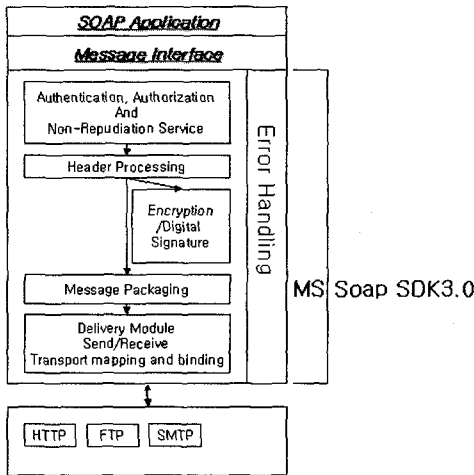 SOAP Application
Message Interface
Authentication, Authorization
And
Non-Repudiation Service
Header Processing
Encryption
/Digital
Signature
Message Packaging
Delivery Module
Send/Receive
Transport mapping and binding
Error Handling
MS Soap SDK3.0
HTTP
FTP
SMTP